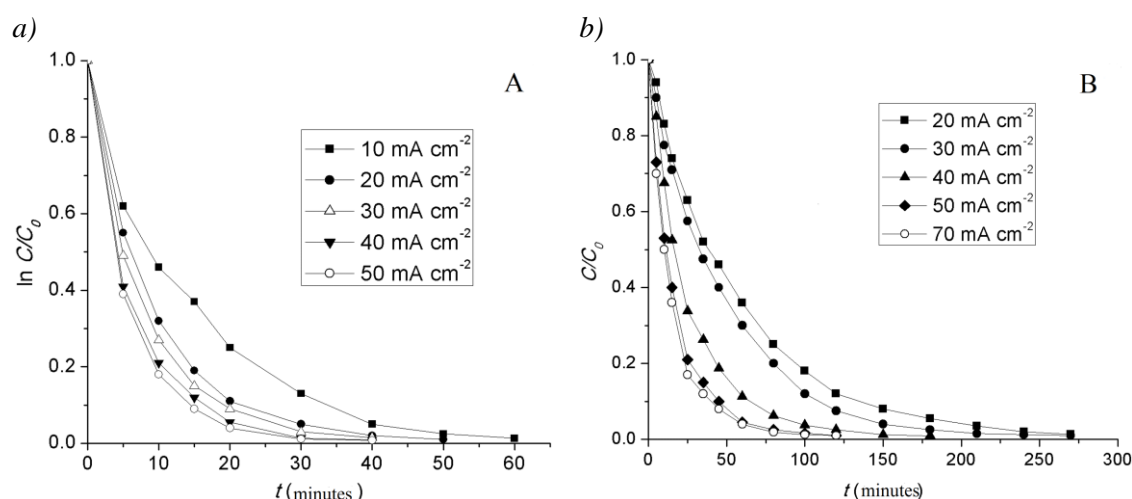 a)
b)
A
B
ln C/C₀
C/C₀
1.0
0.8
0.6
0.4
0.2
0.0
1.0
0.8
0.6
0.4
0.2
0.0
10 mA cm⁻²
20 mA cm⁻²
30 mA cm⁻²
40 mA cm⁻²
50 mA cm⁻²
20 mA cm⁻²
30 mA cm⁻²
40 mA cm⁻²
50 mA cm⁻²
70 mA cm⁻²
0 10 20 30 40 50 60
0 50 100 150 200 250 300
t (minutes)
t (minutes)